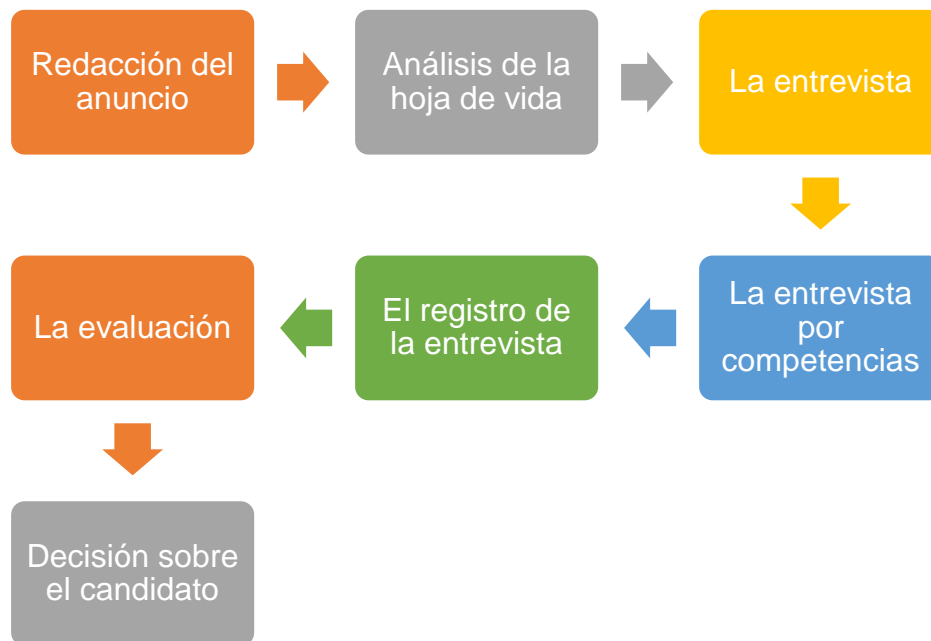 Redacción del
anuncio
Análisis de la
hoja de vida
La entrevista
La entrevista
por
competencias
El registro de
la entrevista
La evaluación
Decisión sobre
el candidato